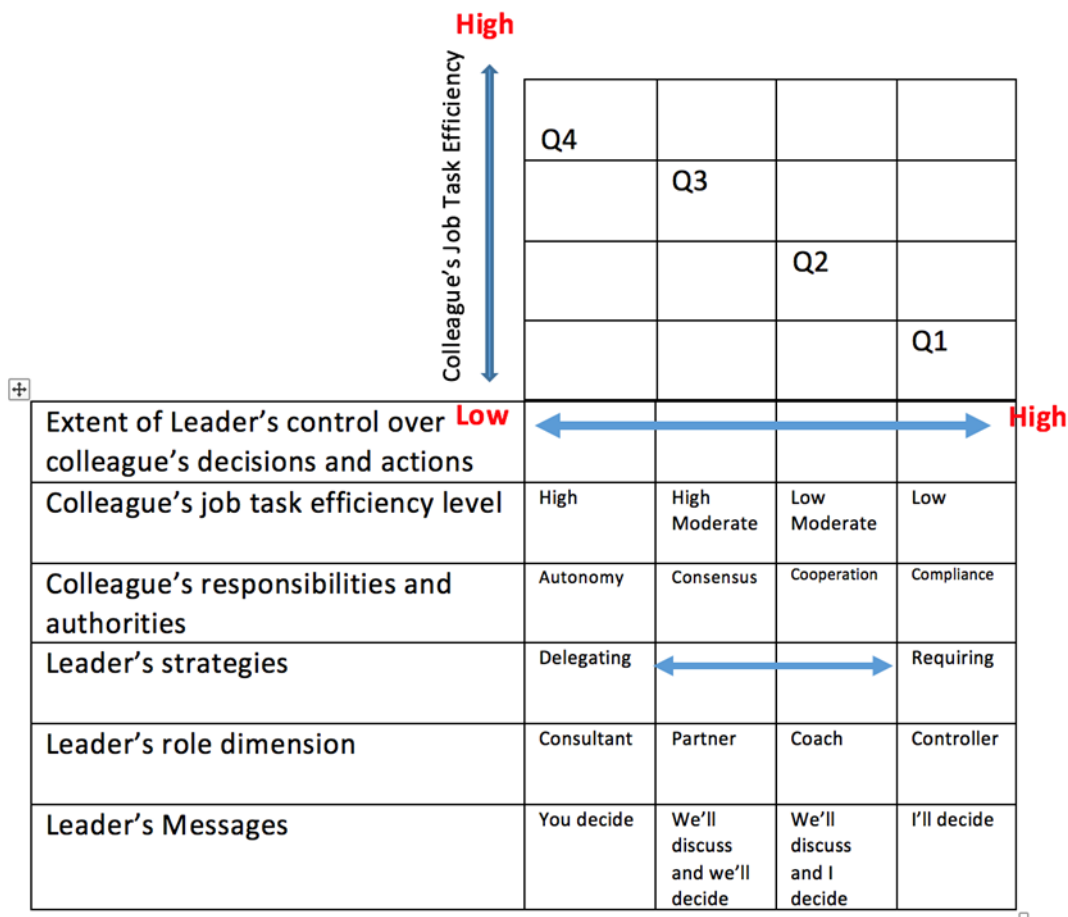 High
Colleague's Job Task Efficiency
Q4
Q3
Q2
Q1
Extent of Leader's control over
colleague's decisions and actions
Low
High
Colleague's job task efficiency level
High
High
Moderate
Low
Moderate
Low
Colleague's responsibilities and
authorities
Autonomy
Consensus
Cooperation
Compliance
Leader's strategies
Delegating
Requiring
Leader's role dimension
Consultant
Partner
Coach
Controller
Leader's Messages
You decide
We'll
discuss
and we'll
decide
We'll
discuss
and I
decide
I'll decide